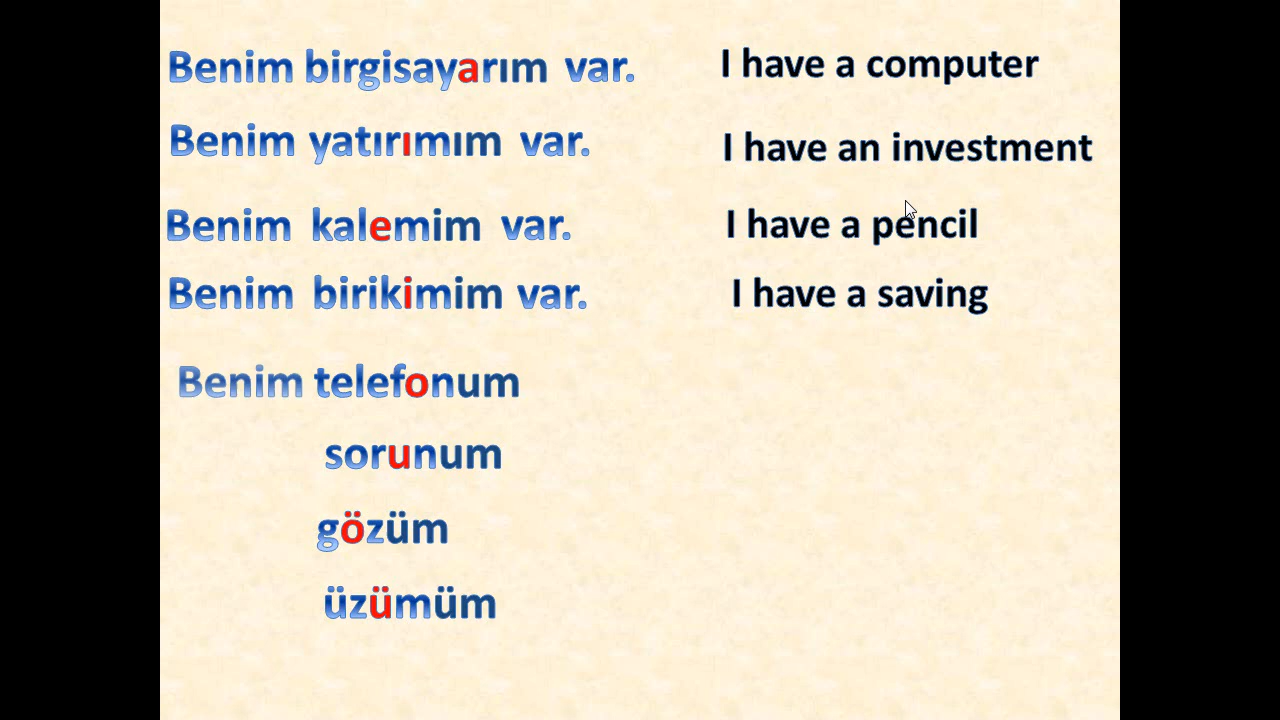 Benim birgisayarım var. I have a computer
Benim yatırımım var. I have an investment
Benim kalemim var. I have a pencil
Benim birikimim var. I have a saving
Benim telefonum
sorunum
gözüm
üzümüm